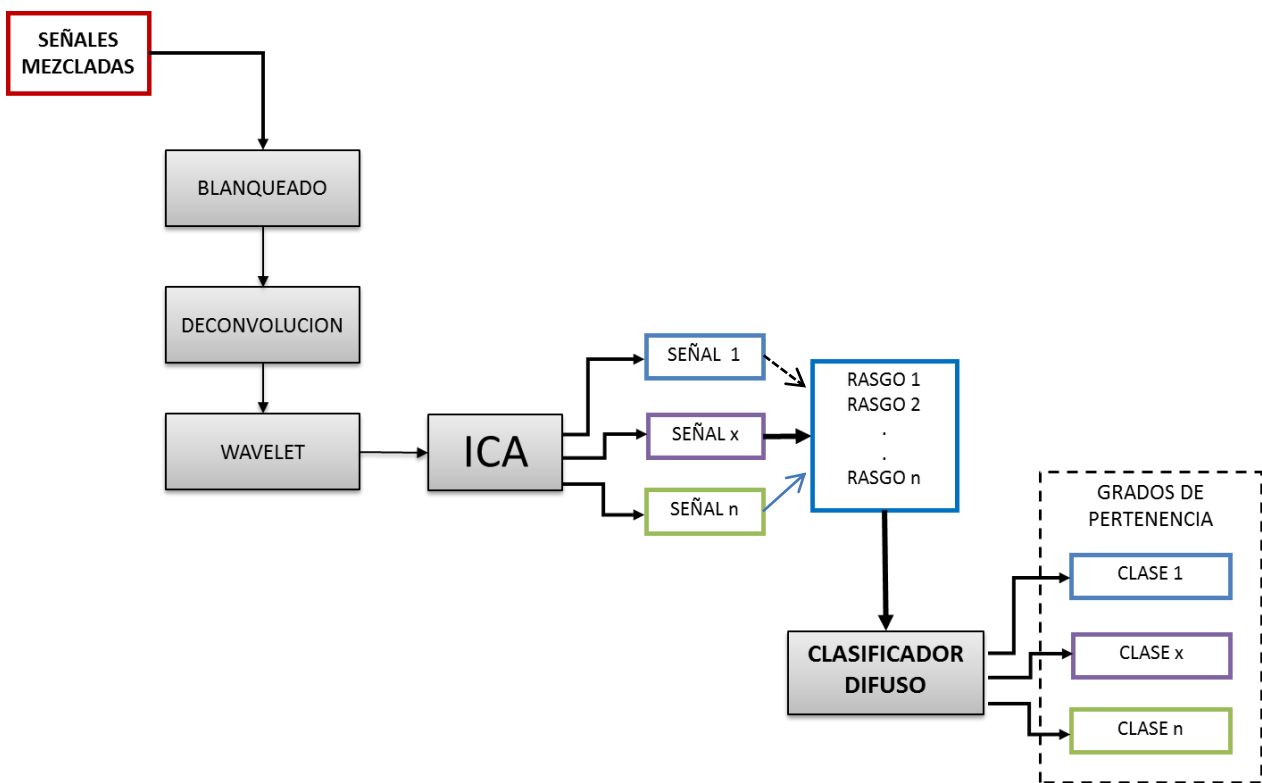 SEÑALES
MEZCLADAS
BLANQUEADO
DECONVOLUCION
WAVELET
ICA
SEÑAL 1
SEÑAL x
SEÑAL n
RASGO 1
RASGO 2
.
.
RASGO n
CLASIFICADOR
DIFUSO
GRADOS DE
PERTENENCIA
CLASE 1
CLASE x
CLASE n